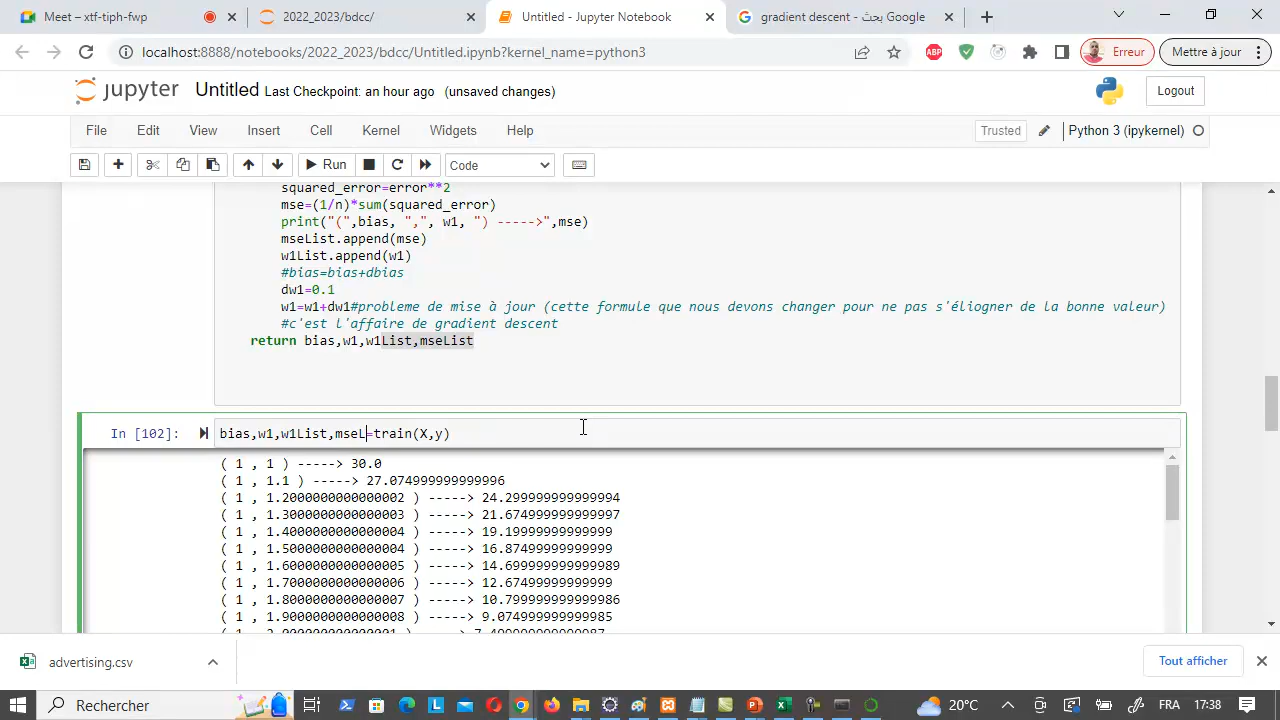 Meet – xtf-tiph-fwp
2022_2023/bdcc/
Untitled - Jupyter Notebook
gradient descent - بحث Google
localhost:8888/notebooks/2022_2023/bdcc/Untitled.ipynb?kernel_name=python3
ABP
Erreur
Mettre à jour
jupyter
Untitled Last Checkpoint: an hour ago (unsaved changes)
Logout
File Edit View Insert Cell Kernel Widgets Help
Trusted
Python 3 (ipykernel)
Run
Code
squared_error=error**2
mse=(1/n)*sum(squared_error)
print("(",bias, ",", w1, ") ----->",mse)
mseList.append(mse)
w1List.append(w1)
#bias=bias+dbias
dw1=0.1
w1=w1+dw1#probleme de mise à jour (cette formule que nous devons changer pour ne pas s'éliogner de la bonne valeur)
#c'est l'affaire de gradient descent
return bias,w1,w1List,mseList
In [102]:
bias,w1,w1List,mseL=train(X,y)
( 1 , 1 ) -----> 30.0
( 1 , 1.1 ) -----> 27.074999999999996
( 1 , 1.2000000000000002 ) -----> 24.299999999999994
( 1 , 1.3000000000000003 ) -----> 21.674999999999997
( 1 , 1.4000000000000004 ) -----> 19.19999999999999
( 1 , 1.5000000000000004 ) -----> 16.87499999999999
( 1 , 1.6000000000000005 ) -----> 14.699999999999989
( 1 , 1.7000000000000006 ) -----> 12.67499999999999
( 1 , 1.8000000000000007 ) -----> 10.799999999999986
( 1 , 1.9000000000000008 ) -----> 9.074999999999985
advertising.csv
Tout afficher
Rechercher
20°C
FRA
17:38